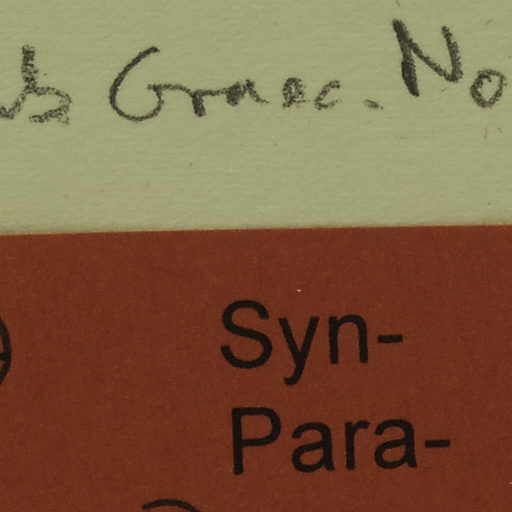 Graec. No
Syn-
Para-